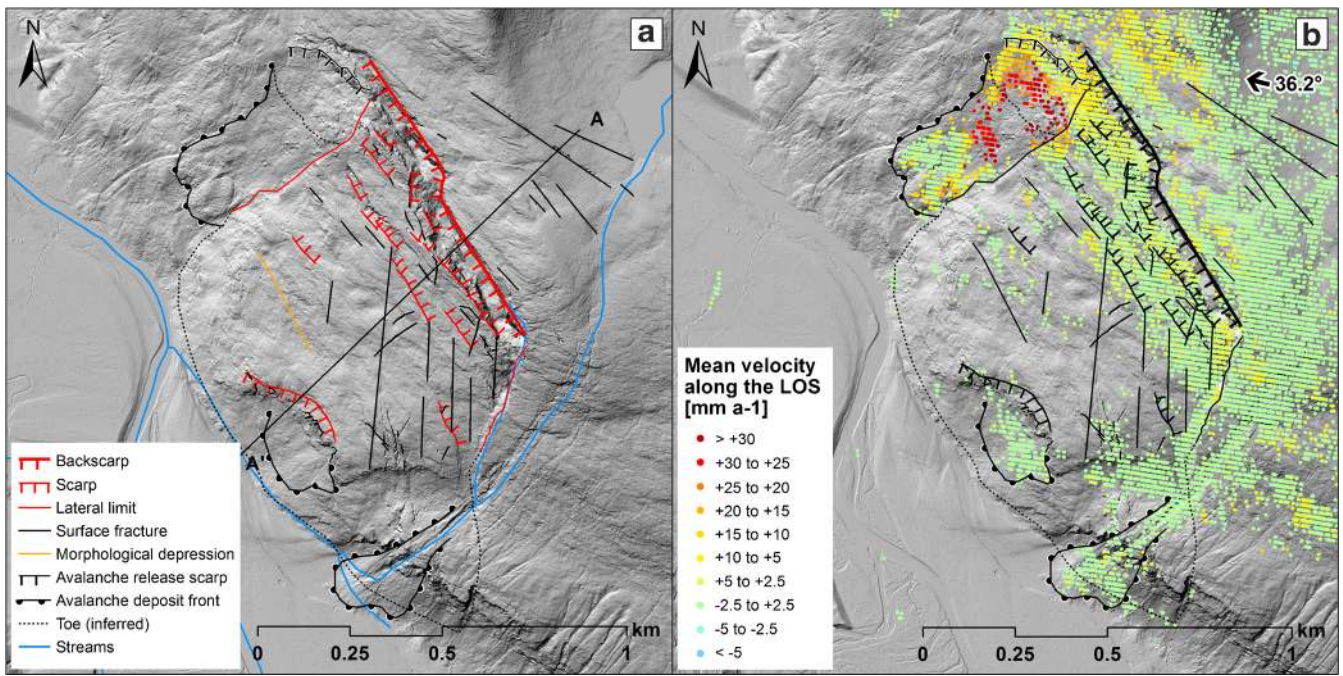 N
a
A
A'
Backscarp
Scarp
Lateral limit
Surface fracture
Morphological depression
Avalanche release scarp
Avalanche deposit front
Toe (inferred)
Streams
km
0 0.25 0.5 1
N
b
36.2°
Mean velocity
along the LOS
[mm a-1]
> +30
+30 to +25
+25 to +20
+20 to +15
+15 to +10
+10 to +5
+5 to +2.5
-2.5 to +2.5
-5 to -2.5
< -5
km
0 0.25 0.5 1